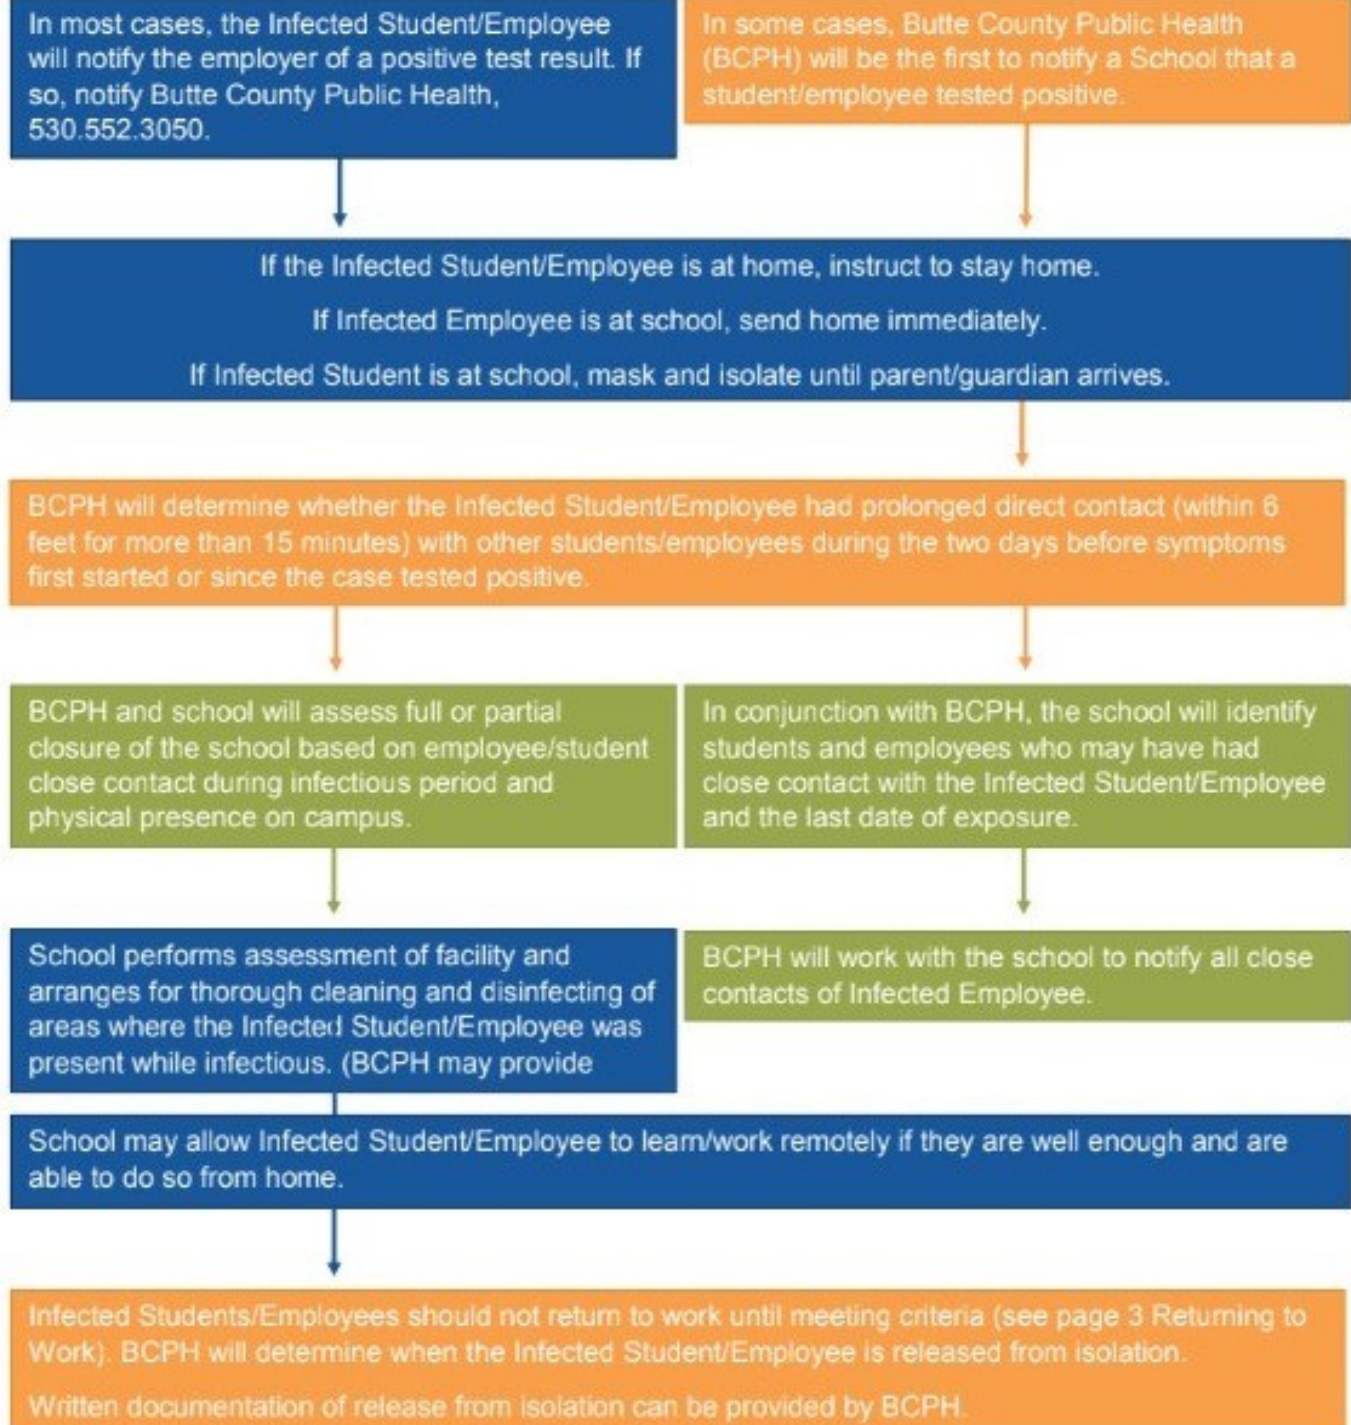 In most cases, the Infected Student/Employee
will notify the employer of a positive test result. If
so, notify Butte County Public Health,
530.552.3050.
In some cases, Butte County Public Health
(BCPH) will be the first to notify a School that a
student/employee tested positive.
If the Infected Student/Employee is at home, instruct to stay home.
If Infected Employee is at school, send home immediately.
If Infected Student is at school, mask and isolate until parent/guardian arrives.
BCPH will determine whether the Infected Student/Employee had prolonged direct contact (within 6
feet for more than 15 minutes) with other students/employees during the two days before symptoms
first started or since the case tested positive.
BCPH and school will assess full or partial
closure of the school based on employee/student
close contact during infectious period and
physical presence on campus.
In conjunction with BCPH, the school will identify
students and employees who may have had
close contact with the Infected Student/Employee
and the last date of exposure.
School performs assessment of facility and
arranges for thorough cleaning and disinfecting of
areas where the Infected Student/Employee was
present while infectious. (BCPH may provide
BCPH will work with the school to notify all close
contacts of Infected Employee.
School may allow Infected Student/Employee to learn/work remotely if they are well enough and are
able to do so from home.
Infected Students/Employees should not return to work until meeting criteria (see page 3 Returning to
Work). BCPH will determine when the Infected Student/Employee is released from isolation.
Written documentation of release from isolation can be provided by BCPH.